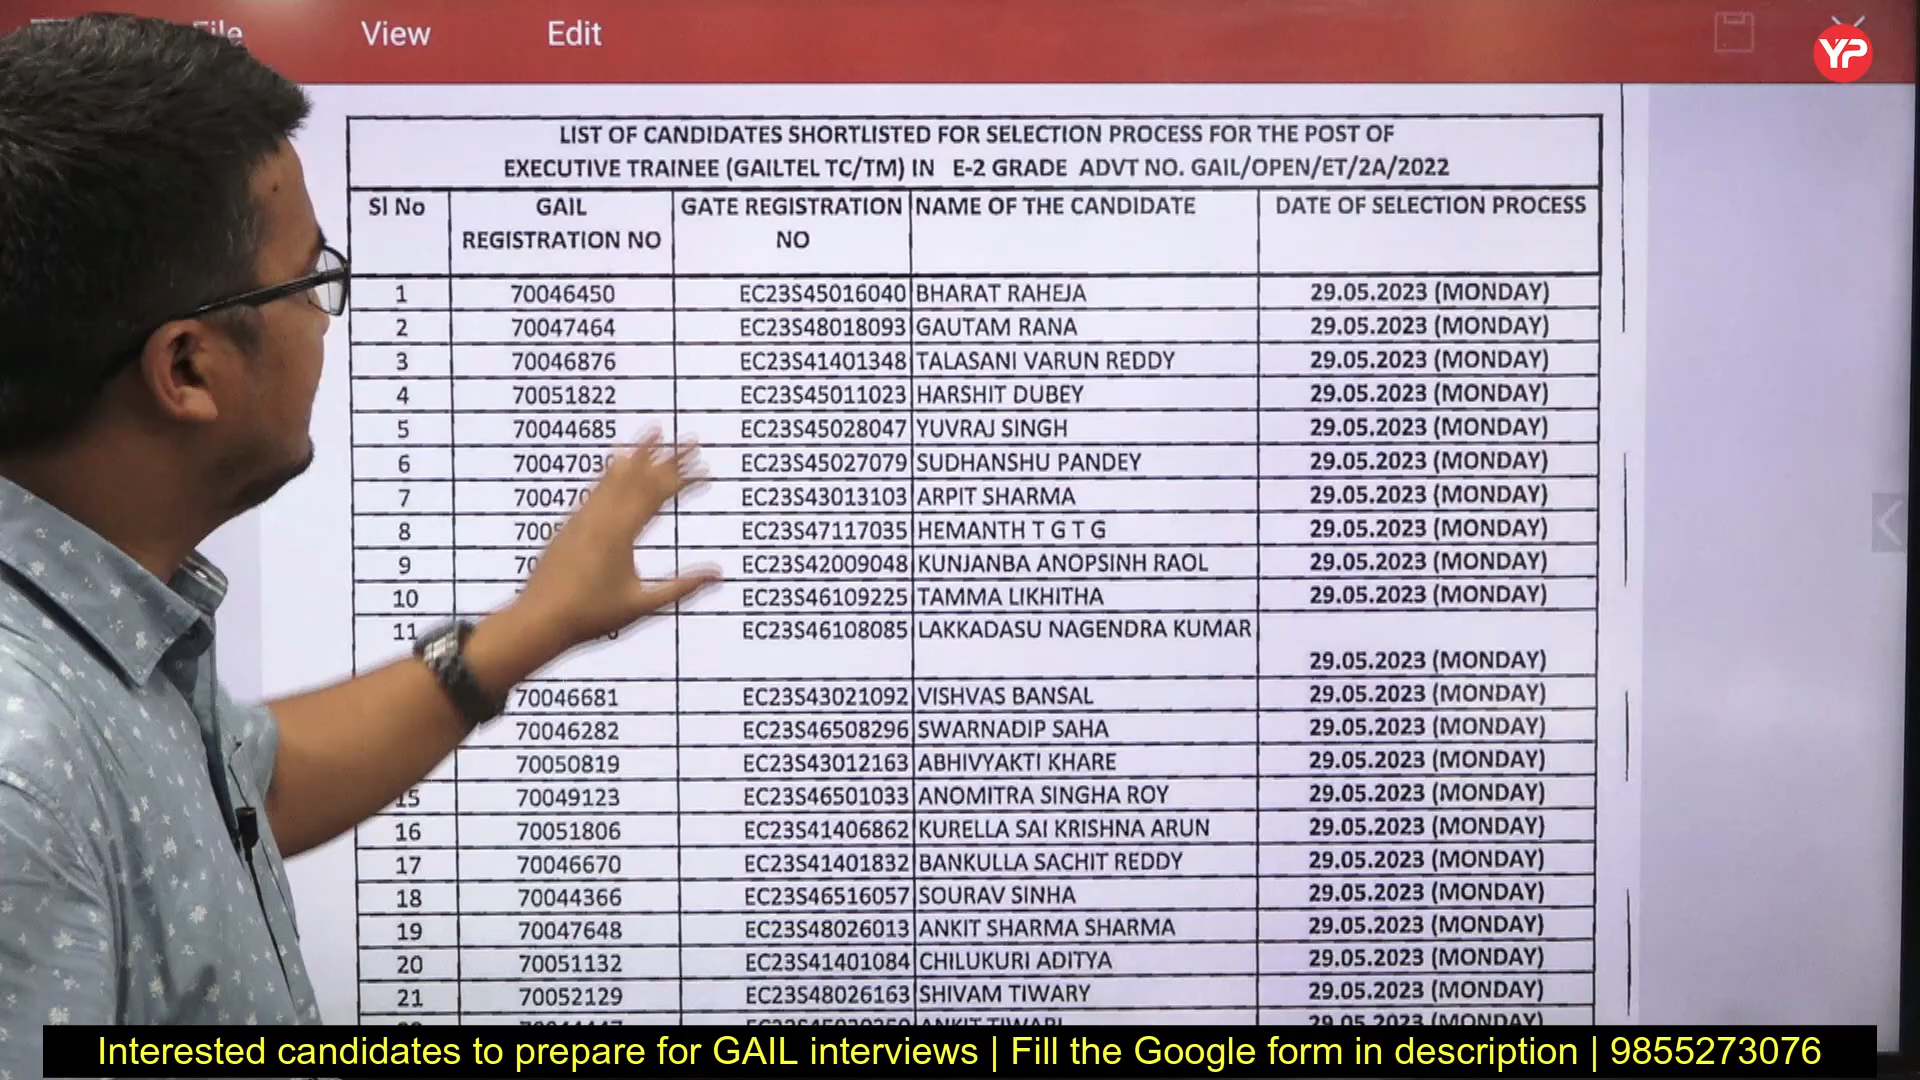 File View Edit
YP
LIST OF CANDIDATES SHORTLISTED FOR SELECTION PROCESS FOR THE POST OF
EXECUTIVE TRAINEE (GAILTEL TC/TM) IN E-2 GRADE ADVT NO. GAIL/OPEN/ET/2A/2022
Sl No GAIL REGISTRATION NO GATE REGISTRATION NO NAME OF THE CANDIDATE DATE OF SELECTION PROCESS
1 70046450 EC23S45016040 BHARAT RAHEJA 29.05.2023 (MONDAY)
2 70047464 EC23S48018093 GAUTAM RANA 29.05.2023 (MONDAY)
3 70046876 EC23S41401348 TALASANI VARUN REDDY 29.05.2023 (MONDAY)
4 70051822 EC23S45011023 HARSHIT DUBEY 29.05.2023 (MONDAY)
5 70044685 EC23S45028047 YUVRAJ SINGH 29.05.2023 (MONDAY)
6 EC23S45027079 SUDHANSHU PANDEY 29.05.2023 (MONDAY)
7 EC23S43013103 ARPIT SHARMA 29.05.2023 (MONDAY)
8 EC23S47117035 HEMANTH T G T G 29.05.2023 (MONDAY)
9 EC23S42009048 KUNJANBA ANOPSINH RAOL 29.05.2023 (MONDAY)
10 EC23S46109225 TAMMA LIKHITHA 29.05.2023 (MONDAY)
11 EC23S46108085 LAKKADASU NAGENDRA KUMAR 29.05.2023 (MONDAY)
70046681 EC23S43021092 VISHVAS BANSAL 29.05.2023 (MONDAY)
70046282 EC23S46508296 SWARNADIP SAHA 29.05.2023 (MONDAY)
70050819 EC23S43012163 ABHIVYAKTI KHARE 29.05.2023 (MONDAY)
15 70049123 EC23S46501033 ANOMITRA SINGHA ROY 29.05.2023 (MONDAY)
16 70051806 EC23S41406862 KURELLA SAI KRISHNA ARUN 29.05.2023 (MONDAY)
17 70046670 EC23S41401832 BANKULLA SACHIT REDDY 29.05.2023 (MONDAY)
18 70044366 EC23S46516057 SOURAV SINHA 29.05.2023 (MONDAY)
19 70047648 EC23S48026013 ANKIT SHARMA SHARMA 29.05.2023 (MONDAY)
20 70051132 EC23S41401084 CHILUKURI ADITYA 29.05.2023 (MONDAY)
21 70052129 EC23S48026163 SHIVAM TIWARY 29.05.2023 (MONDAY)
ANKIT TIWARI 29.05.2023 (MONDAY)
Interested candidates to prepare for GAIL interviews | Fill the Google form in description | 9855273076